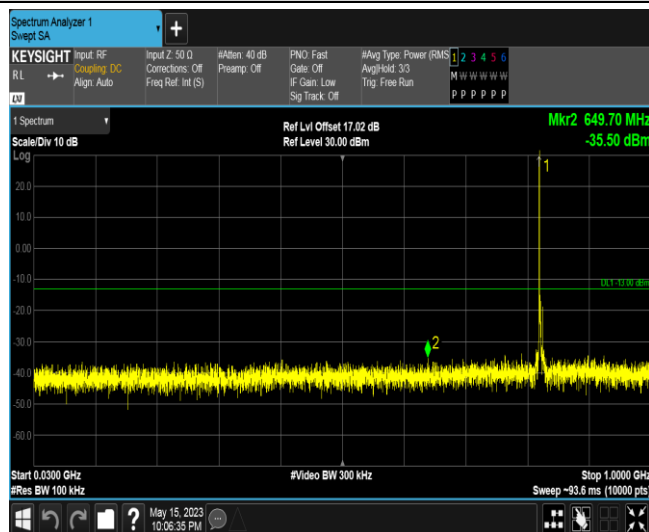 Spectrum Analyzer 1
Swept SA
+
KEYSIGHT
RL
LXI
Input: RF
Coupling: DC
Align: Auto
Input Z: 50 Ω
Corrections: Off
Freq Ref: Int (S)
#Atten: 40 dB
Preamp: Off
PNO: Fast
Gate: Off
IF Gain: Low
Sig Track: Off
#Avg Type: Power (RMS
Avg|Hold: 3/3
Trig: Free Run
1 2 3 4 5 6
M W W W W W
P P P P P P
1 Spectrum
Scale/Div 10 dB
Log
Ref Lvl Offset 17.02 dB
Ref Level 30.00 dBm
Mkr2 649.70 MHz
-35.50 dBm
1
20.0
10.0
0.00
-10.0
DL1 -13.00 dBm
-20.0
-30.0
2
-40.0
-50.0
-60.0
Start 0.0300 GHz
#Res BW 100 kHz
#Video BW 300 kHz
Stop 1.0000 GHz
Sweep ~93.6 ms (10000 pts)
?
May 15, 2023
10:06:35 PM